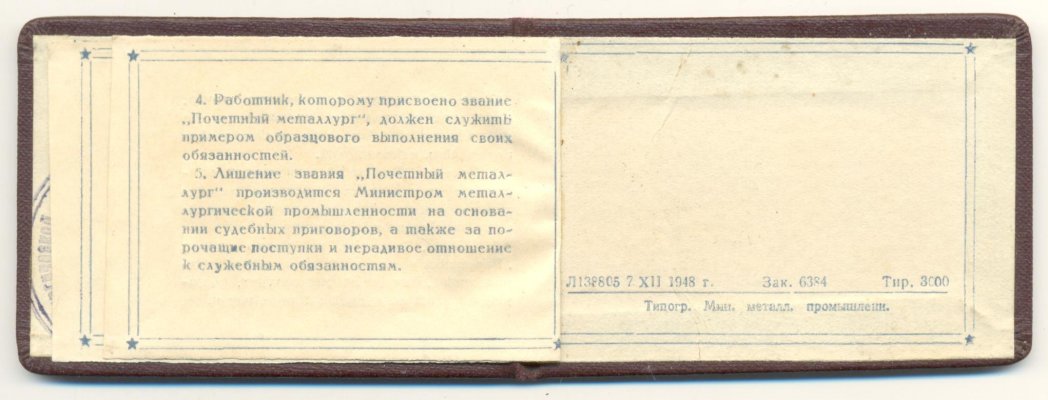 4. Работник, которому присвоено звание
„Почетный металлург“, должен служить
примером образцового выполнения своих
обязанностей.
5. Лишение звания „Почетный метал-
лург“ производится Министром метал-
лургической промышленности на основа-
нии судебных приговоров, а также за по-
рочащие поступки и нерадивое отношение
к служебным обязанностям.
Л138805 7 XII 1948 г. Зак. 6384 Тир. 3000
Типогр. Мин. металл. промышленн.